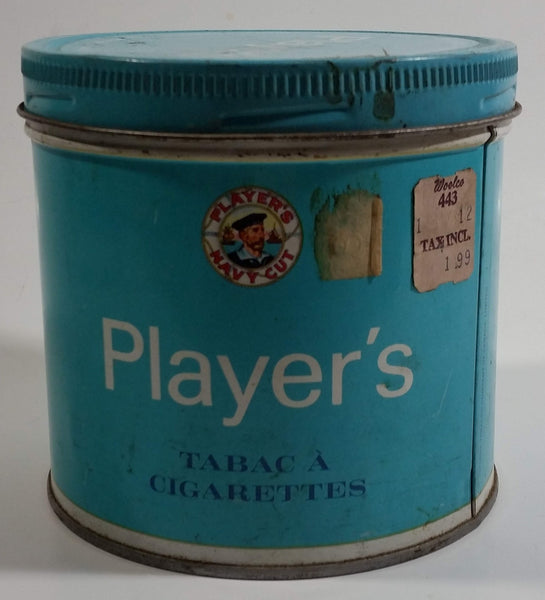 PLAYER'S
NAVY CUT
Woolco
443
1 12
TAX INCL.
1.99
Player's
TABAC À
CIGARETTES